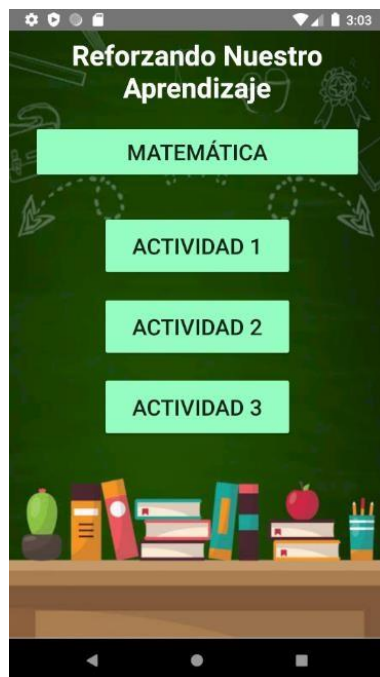 3:03
Reforzando Nuestro
Aprendizaje
MATEMÁTICA
ACTIVIDAD 1
ACTIVIDAD 2
ACTIVIDAD 3